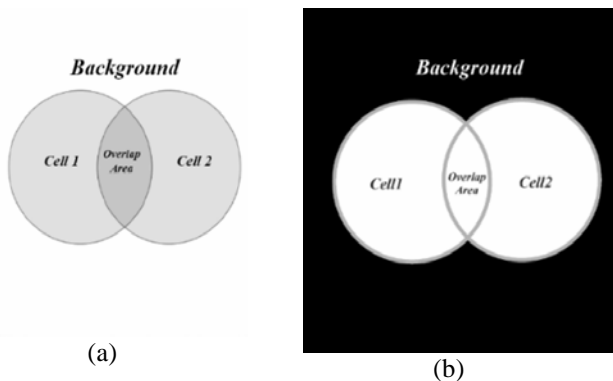 Background
Cell 1
Overlap
Area
Cell 2
(a)
Background
Cell1
Overlap
Area
Cell2
(b)